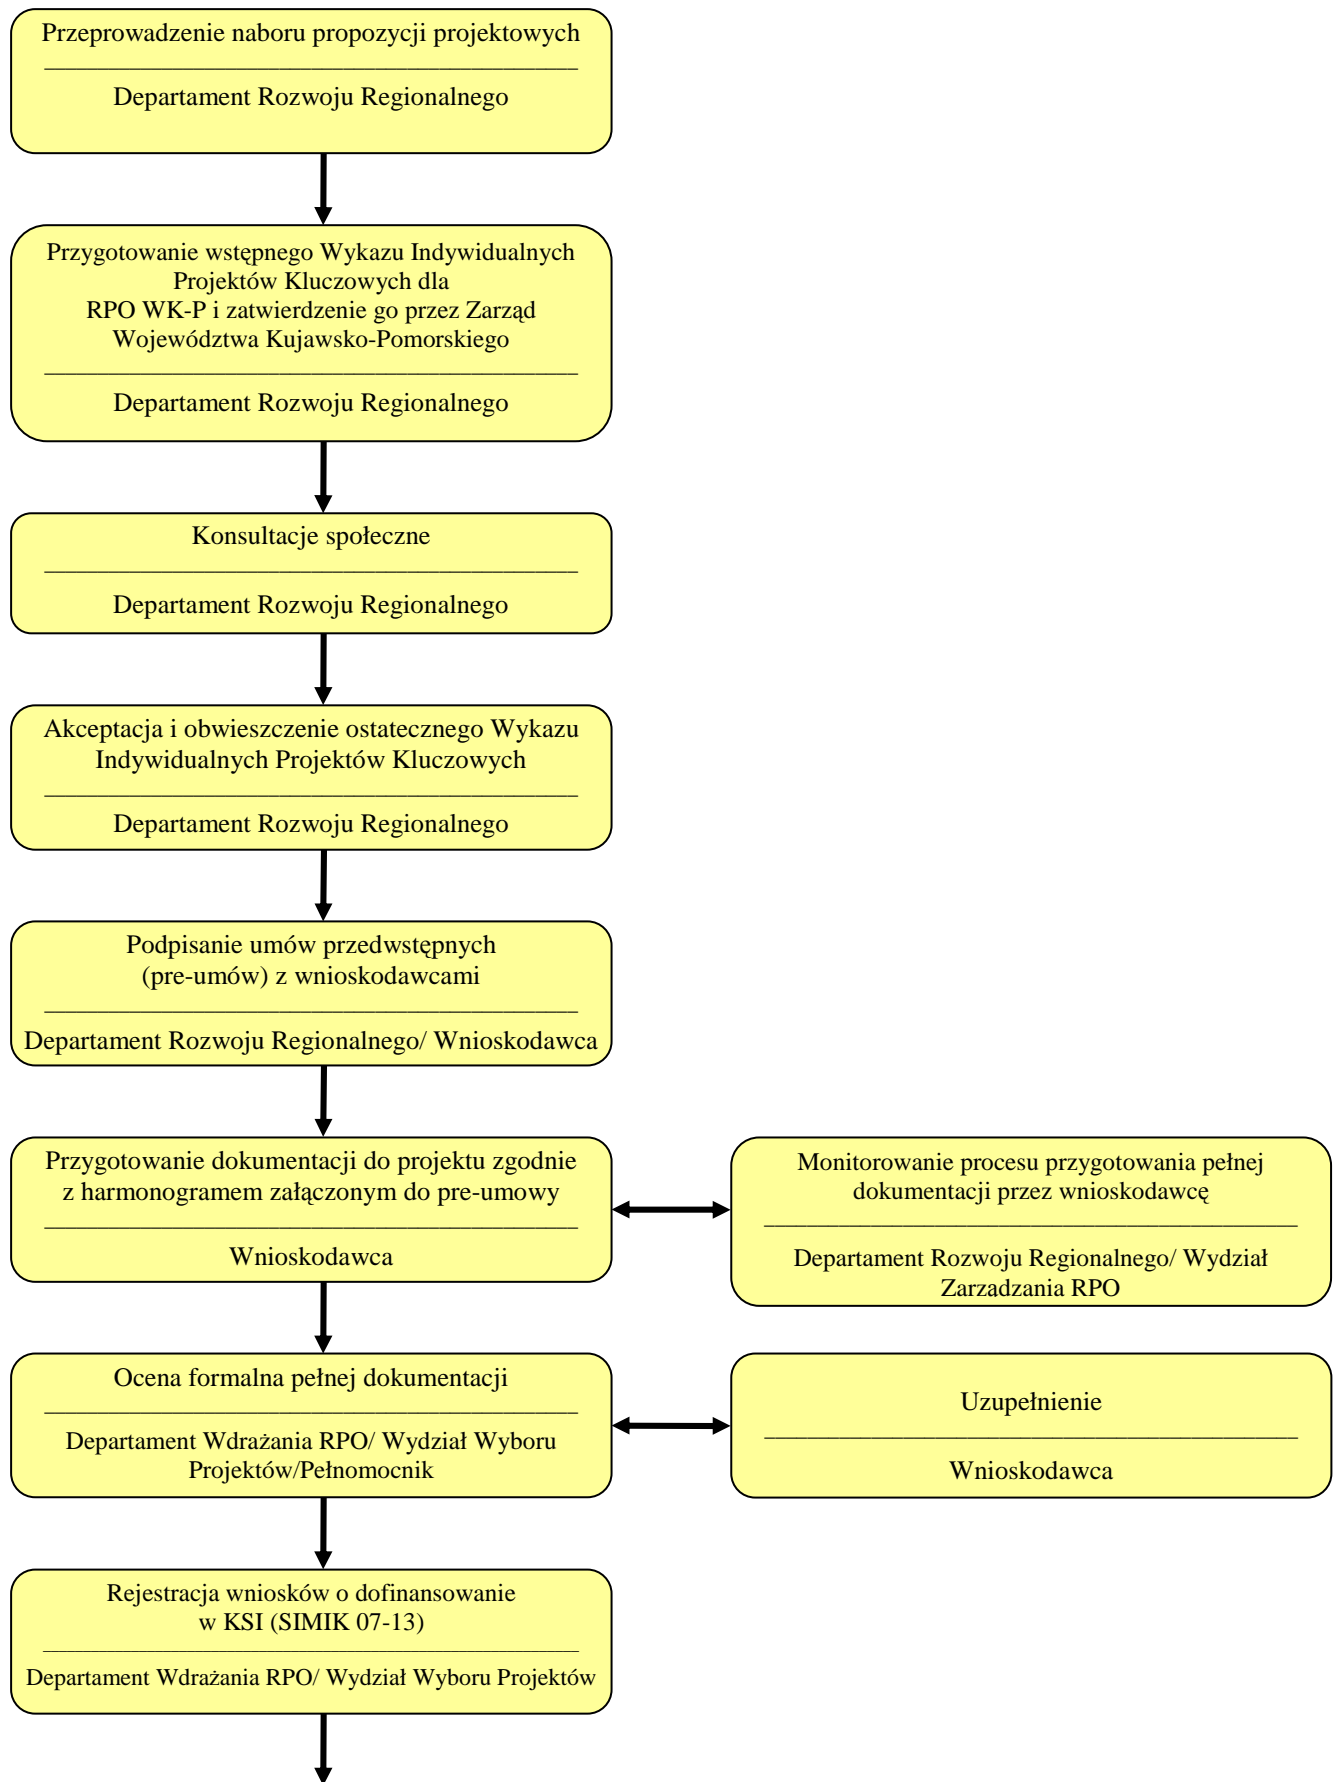 Przeprowadzenie naboru propozycji projektowych
Departament Rozwoju Regionalnego
Przygotowanie wstępnego Wykazu Indywidualnych
Projektów Kluczowych dla
RPO WK-P i zatwierdzenie go przez Zarząd
Województwa Kujawsko-Pomorskiego
Departament Rozwoju Regionalnego
Konsultacje społeczne
Departament Rozwoju Regionalnego
Akceptacja i obwieszczenie ostatecznego Wykazu
Indywidualnych Projektów Kluczowych
Departament Rozwoju Regionalnego
Podpisanie umów przedwstępnych
(pre-umów) z wnioskodawcami
Departament Rozwoju Regionalnego/ Wnioskodawca
Przygotowanie dokumentacji do projektu zgodnie
z harmonogramem załączonym do pre-umowy
Wnioskodawca
Monitorowanie procesu przygotowania pełnej
dokumentacji przez wnioskodawcę
Departament Rozwoju Regionalnego/ Wydział
Zarzadzania RPO
Ocena formalna pełnej dokumentacji
Departament Wdrażania RPO/ Wydział Wyboru
Projektów/Pełnomocnik
Uzupełnienie
Wnioskodawca
Rejestracja wniosków o dofinansowanie
w KSI (SIMIK 07-13)
Departament Wdrażania RPO/ Wydział Wyboru Projektów